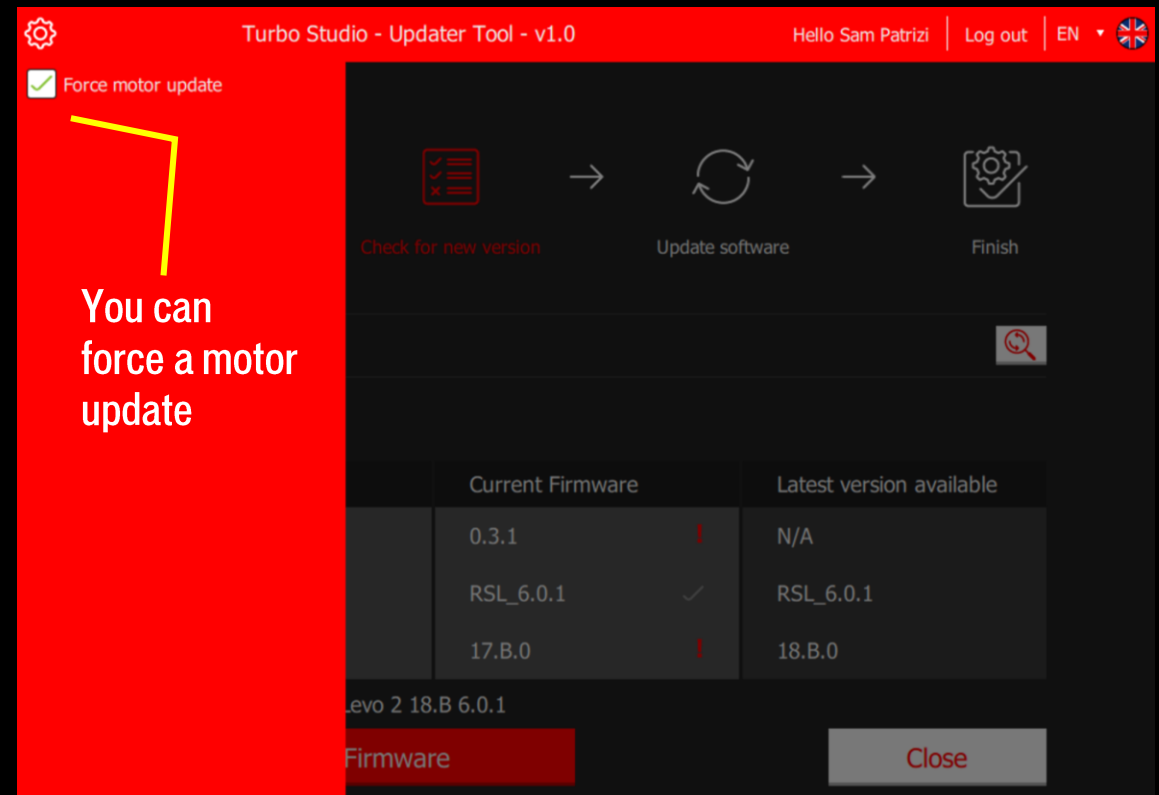 Turbo Studio - Updater Tool - v1.0
Hello Sam Patrizi
Log out
EN
Force motor update
Check for new version
Update software
Finish
You can
force a motor
update
Current Firmware
Latest version available
0.3.1 ! N/A
RSL_6.0.1 RSL_6.0.1
17.B.0 ! 18.B.0
Levo 2 18.B 6.0.1
Firmware
Close